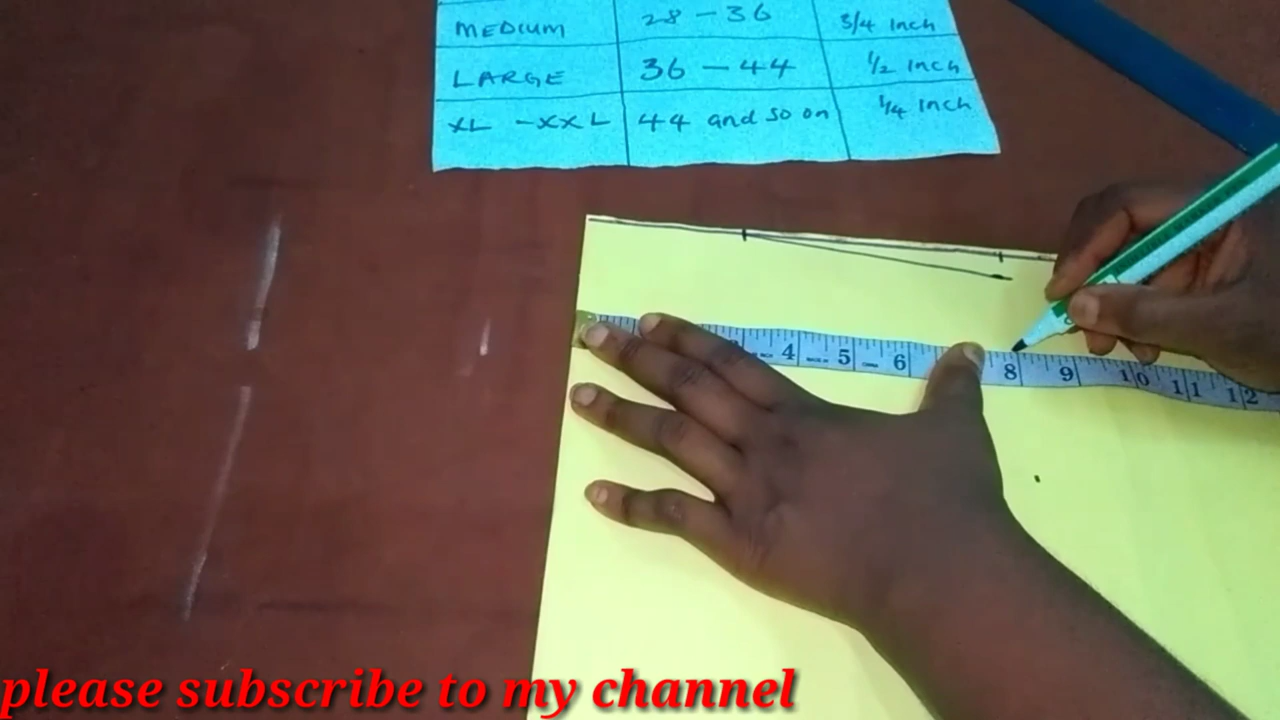 MEDIUM 28 - 36 3/4 Inch
LARGE 36 - 44 1/2 Inch
XL - XXL 44 and so on 1/4 Inch
4 5 6 8 9 10 11 12
please subscribe to my channel